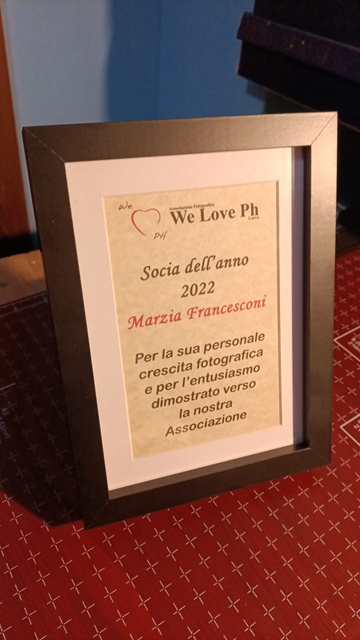 We
PH
Associazione Fotografica
We Love Ph
Socia dell'anno
2022
Marzia Francesconi
Per la sua personale
crescita fotografica
e per l'entusiasmo
dimostrato verso
la nostra
Associazione